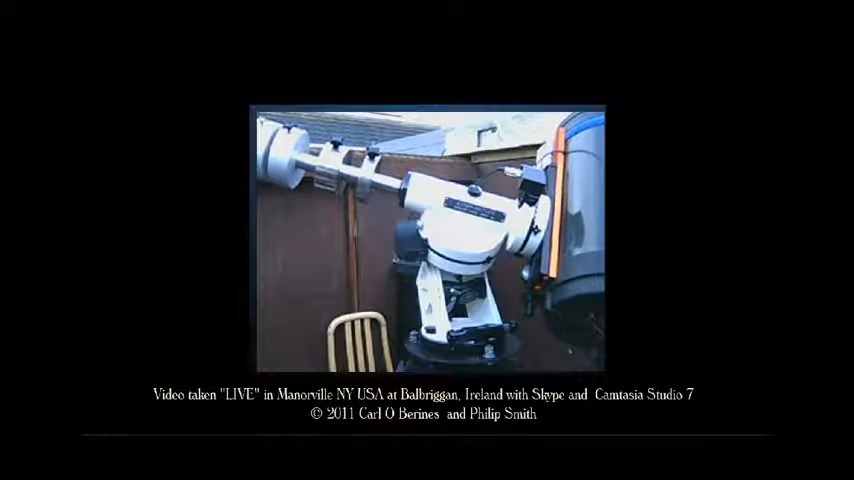 Video taken "LIVE" in Manorville NY USA at Balbriggan, Ireland with Skype and Camtasia Studio 7
© 2011 Carl O Berines and Philip Smith